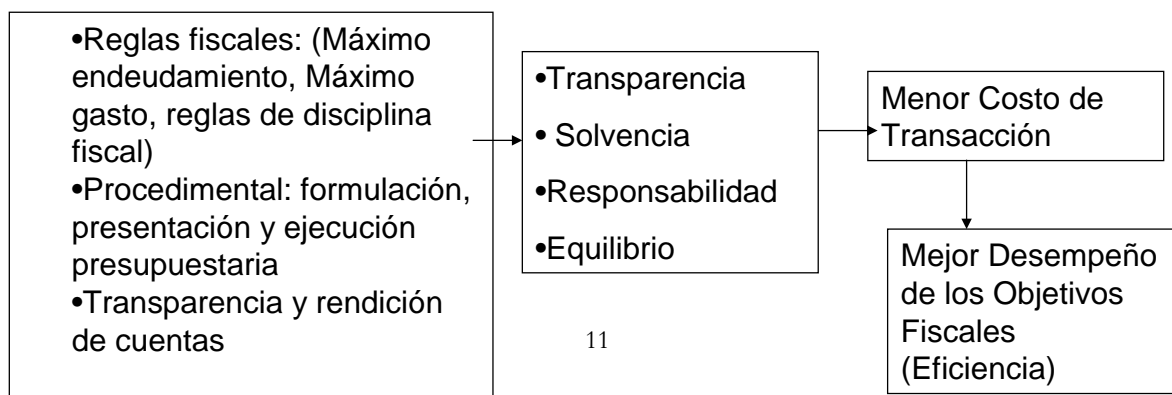 •Reglas fiscales: (Máximo
endeudamiento, Máximo
gasto, reglas de disciplina
fiscal)
•Procedimental: formulación,
presentación y ejecución
presupuestaria
•Transparencia y rendición
de cuentas
•Transparencia
• Solvencia
•Responsabilidad
•Equilibrio
Menor Costo de
Transacción
Mejor Desempeño
de los Objetivos
Fiscales
(Eficiencia)
11